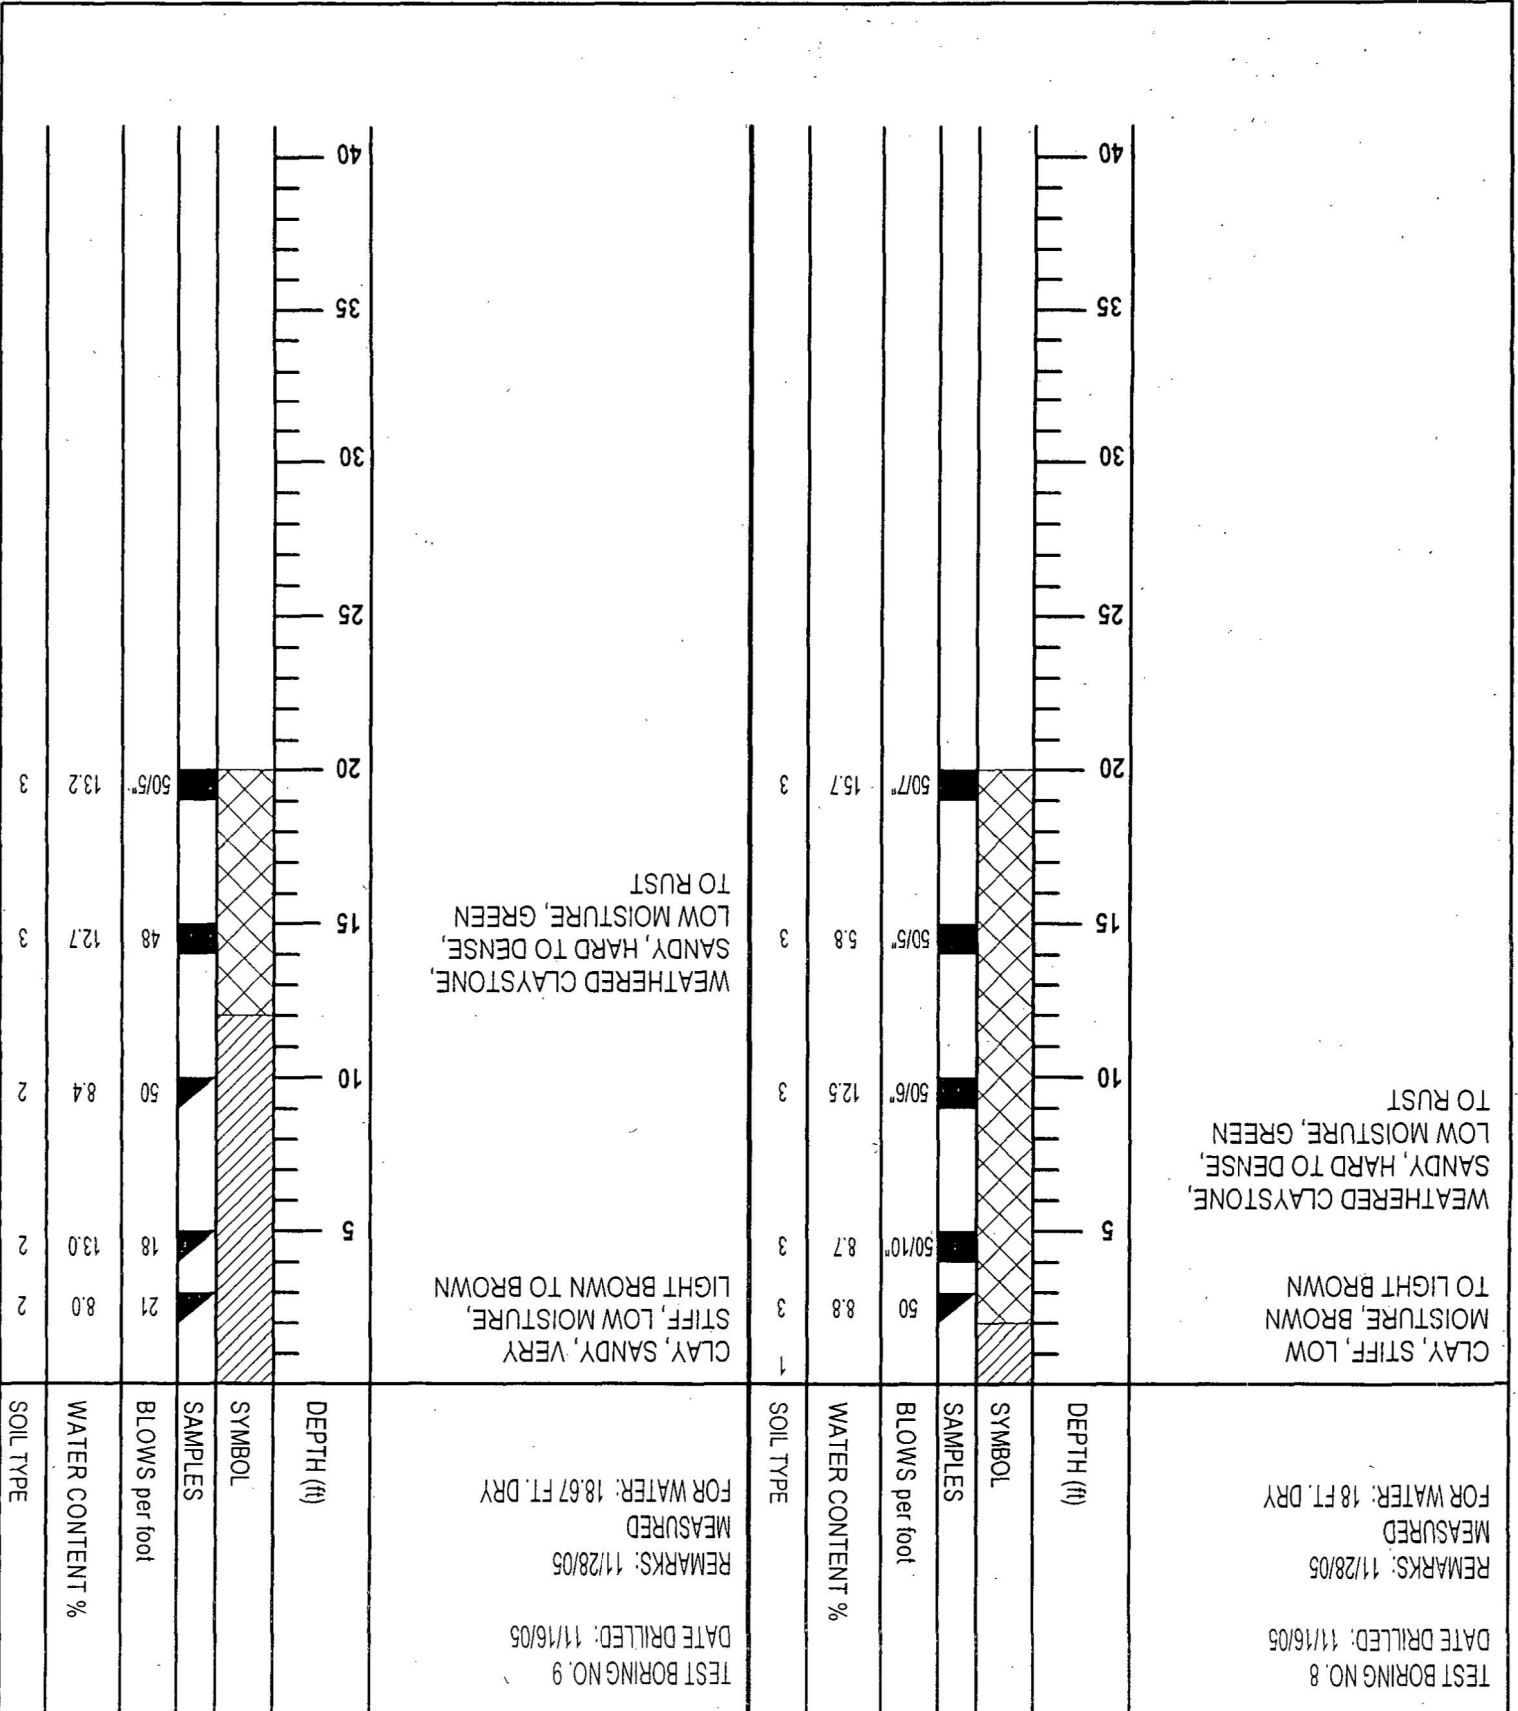 TEST BORING NO. 8
DATE DRILLED: 11/16/05
REMARKS: 11/28/05
MEASURED
FOR WATER: 18 FT. DRY
DEPTH (ft)
SYMBOL
SAMPLES
BLOWS per foot
WATER CONTENT %
SOIL TYPE
CLAY, STIFF, LOW
MOISTURE, BROWN
TO LIGHT BROWN
WEATHERED CLAYSTONE,
SANDY, HARD TO DENSE,
LOW MOISTURE, GREEN
TO RUST
1
50 8.8 3
5 50/10" 8.7 3
10 50/6" 12.5 3
15 50/5" 5.8 3
20 50/7" 15.7 3
25
30
35
40
TEST BORING NO. 9
DATE DRILLED: 11/16/05
REMARKS: 11/28/05
MEASURED
FOR WATER: 18.67 FT. DRY
DEPTH (ft)
SYMBOL
SAMPLES
BLOWS per foot
WATER CONTENT %
SOIL TYPE
CLAY, SANDY, VERY
STIFF, LOW MOISTURE,
LIGHT BROWN TO BROWN
WEATHERED CLAYSTONE,
SANDY, HARD TO DENSE,
LOW MOISTURE, GREEN
TO RUST
21 8.0 2
5 18 13.0 2
10 50 8.4 2
15 48 12.7 3
20 50/5" 13.2 3
25
30
35
40